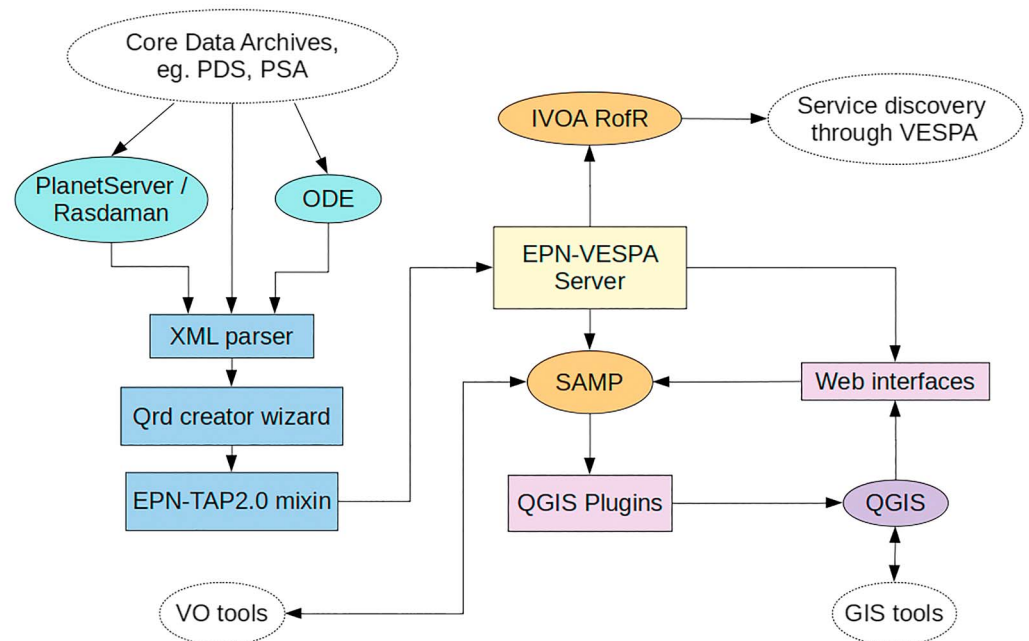 Core Data Archives,
eg. PDS, PSA
IVOA RofR
Service discovery
through VESPA
PlanetServer /
Rasdaman
ODE
EPN-VESPA
Server
XML parser
SAMP
Web interfaces
Qrd creator wizard
EPN-TAP2.0 mixin
QGIS Plugins
QGIS
VO tools
GIS tools